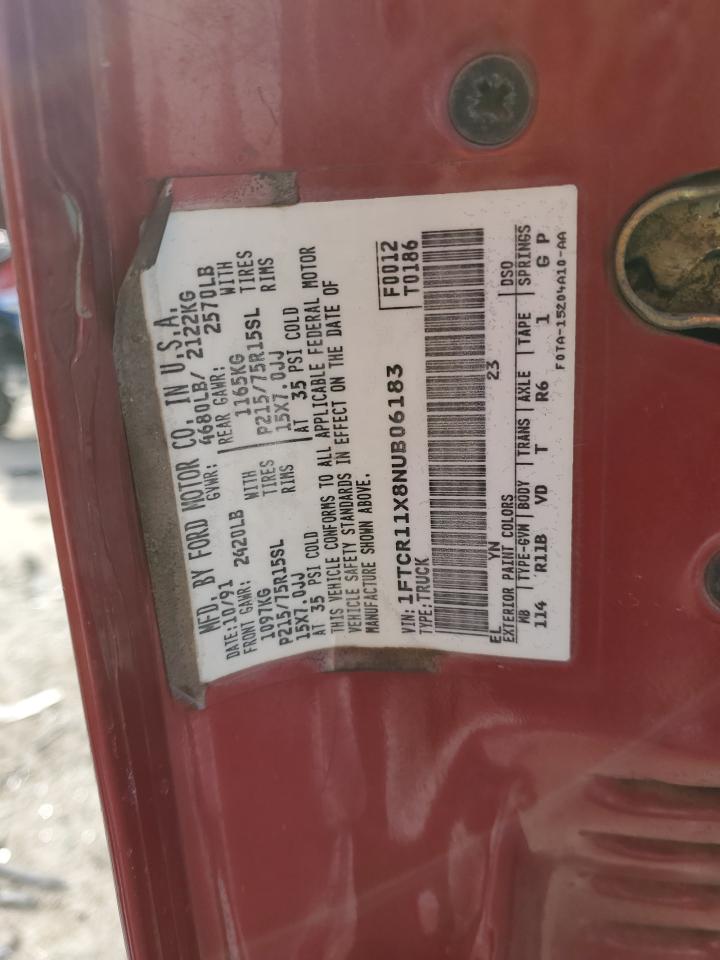 MFD. BY FORD MOTOR CO. IN U.S.A.
DATE: 10/91 GVWR: 4680LB/ 2122KG
FRONT GAWR: 2420LB REAR GAWR: 2570LB
1097KG WITH 1165KG WITH
P215/75R15SL TIRES P215/75R15SL TIRES
15X7.0JJ RIMS 15X7.0JJ RIMS
AT 35 PSI COLD AT 35 PSI COLD
THIS VEHICLE CONFORMS TO ALL APPLICABLE FEDERAL MOTOR
VEHICLE SAFETY STANDARDS IN EFFECT ON THE DATE OF
MANUFACTURE SHOWN ABOVE.
F0012
T0186
VIN: 1FTCR11X8NUB06183
TYPE: TRUCK
EL YN 23
EXTERIOR PAINT COLORS DSO
WB TYPE-GVM BODY TRANS AXLE TAPE SPRINGS
114 R11B VD T R6 1 G P
F0TA-15204A10-AA